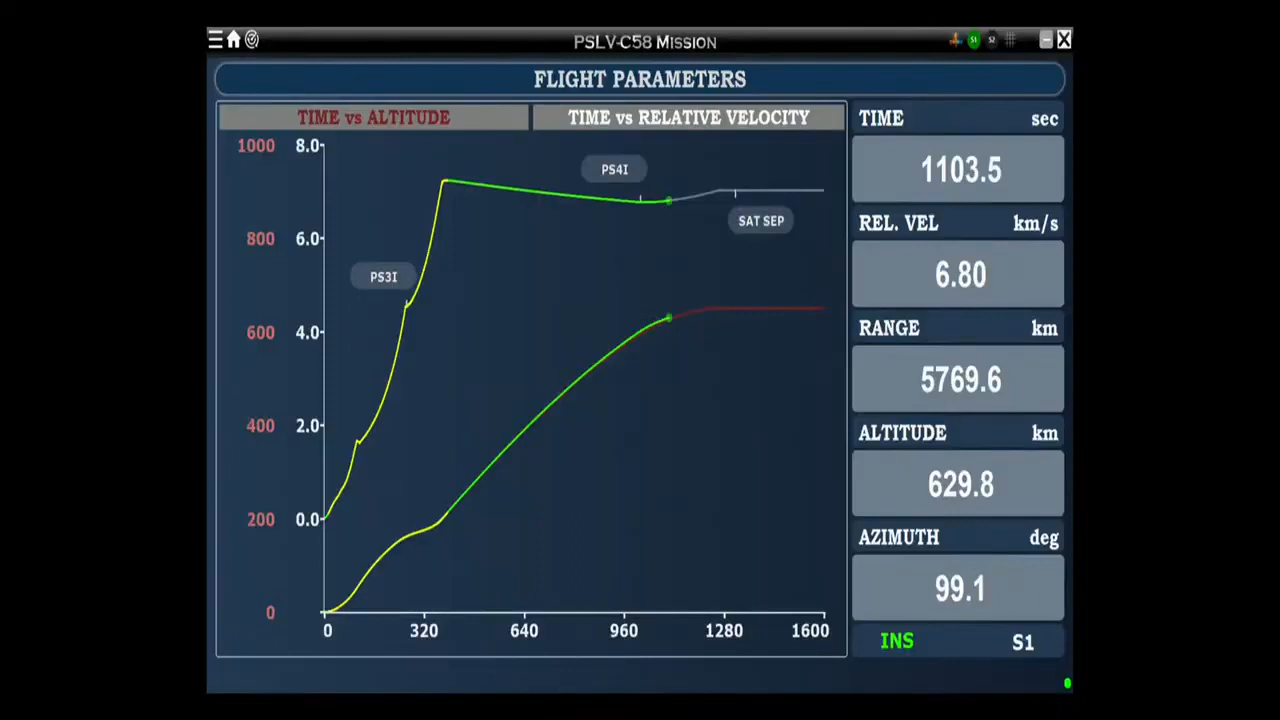 PSLV-C58 Mission
S1 S2
FLIGHT PARAMETERS
TIME vs ALTITUDE
TIME vs RELATIVE VELOCITY
1000 8.0
800 6.0
600 4.0
400 2.0
200 0.0
0
PS4I
SAT SEP
PS3I
0 320 640 960 1280 1600
TIME sec
1103.5
REL. VEL km/s
6.80
RANGE km
5769.6
ALTITUDE km
629.8
AZIMUTH deg
99.1
INS S1